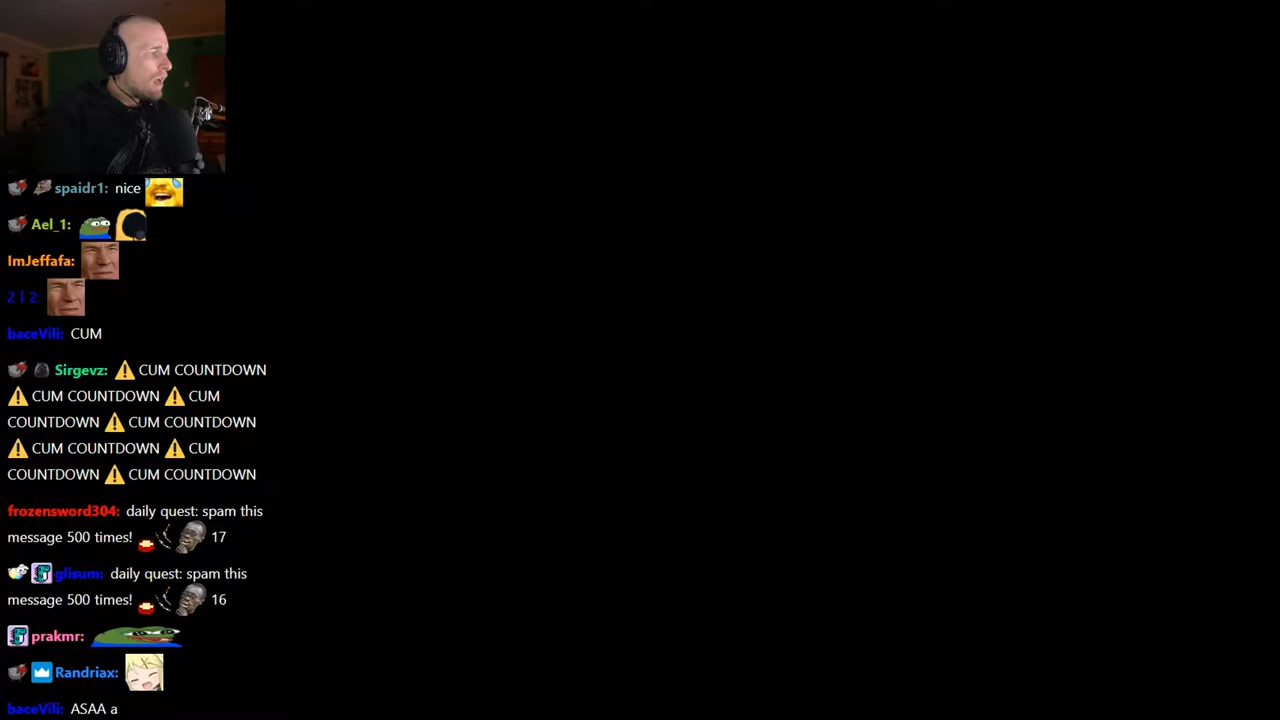 spaidr1: nice
Ael_1:
ImJeffafa:
2 | 2:
baceVili: CUM
Sirgevz: CUM COUNTDOWN
CUM COUNTDOWN CUM
COUNTDOWN CUM COUNTDOWN
CUM COUNTDOWN CUM
COUNTDOWN CUM COUNTDOWN
frozensword304: daily quest: spam this
message 500 times! 17
glisum: daily quest: spam this
message 500 times! 16
prakmr:
Randriax:
baceVili: ASAA a